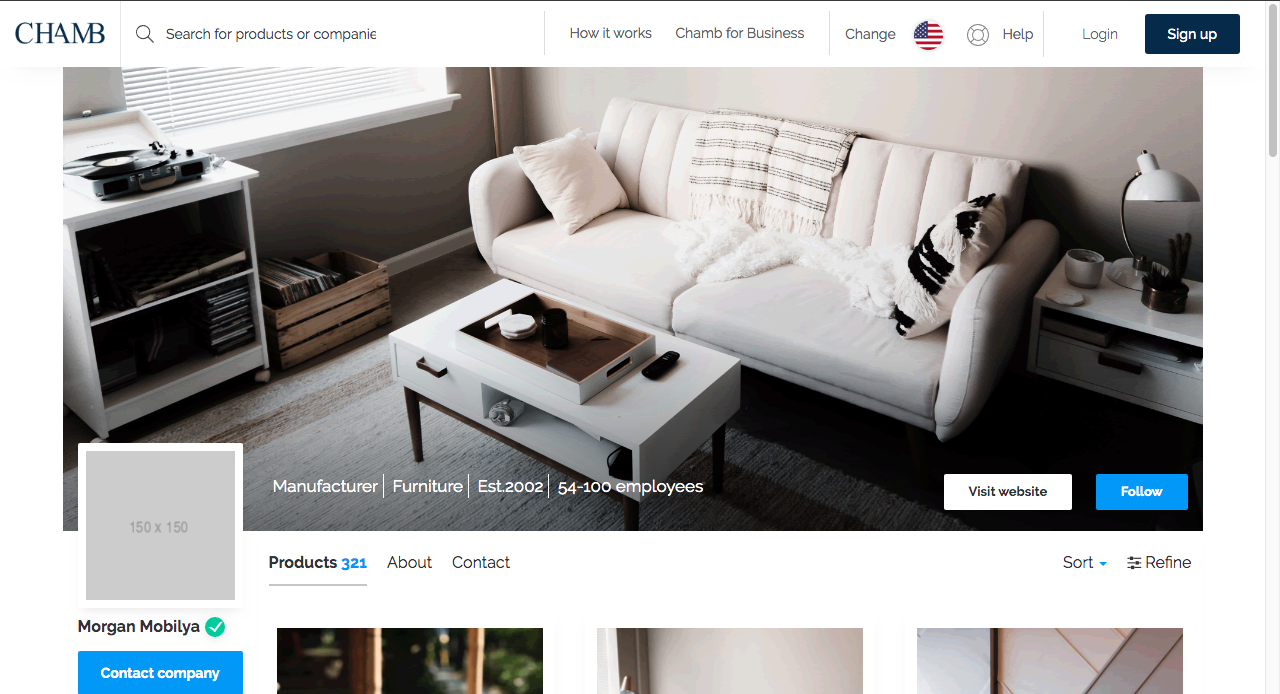 CHAMB
Search for products or companie
How it works
Chamb for Business
Change
Help
Login
Sign up
Manufacturer
Furniture
Est.2002
54-100 employees
Visit website
Follow
150 x 150
Products 321
About
Contact
Sort
Refine
Morgan Mobilya
Contact company